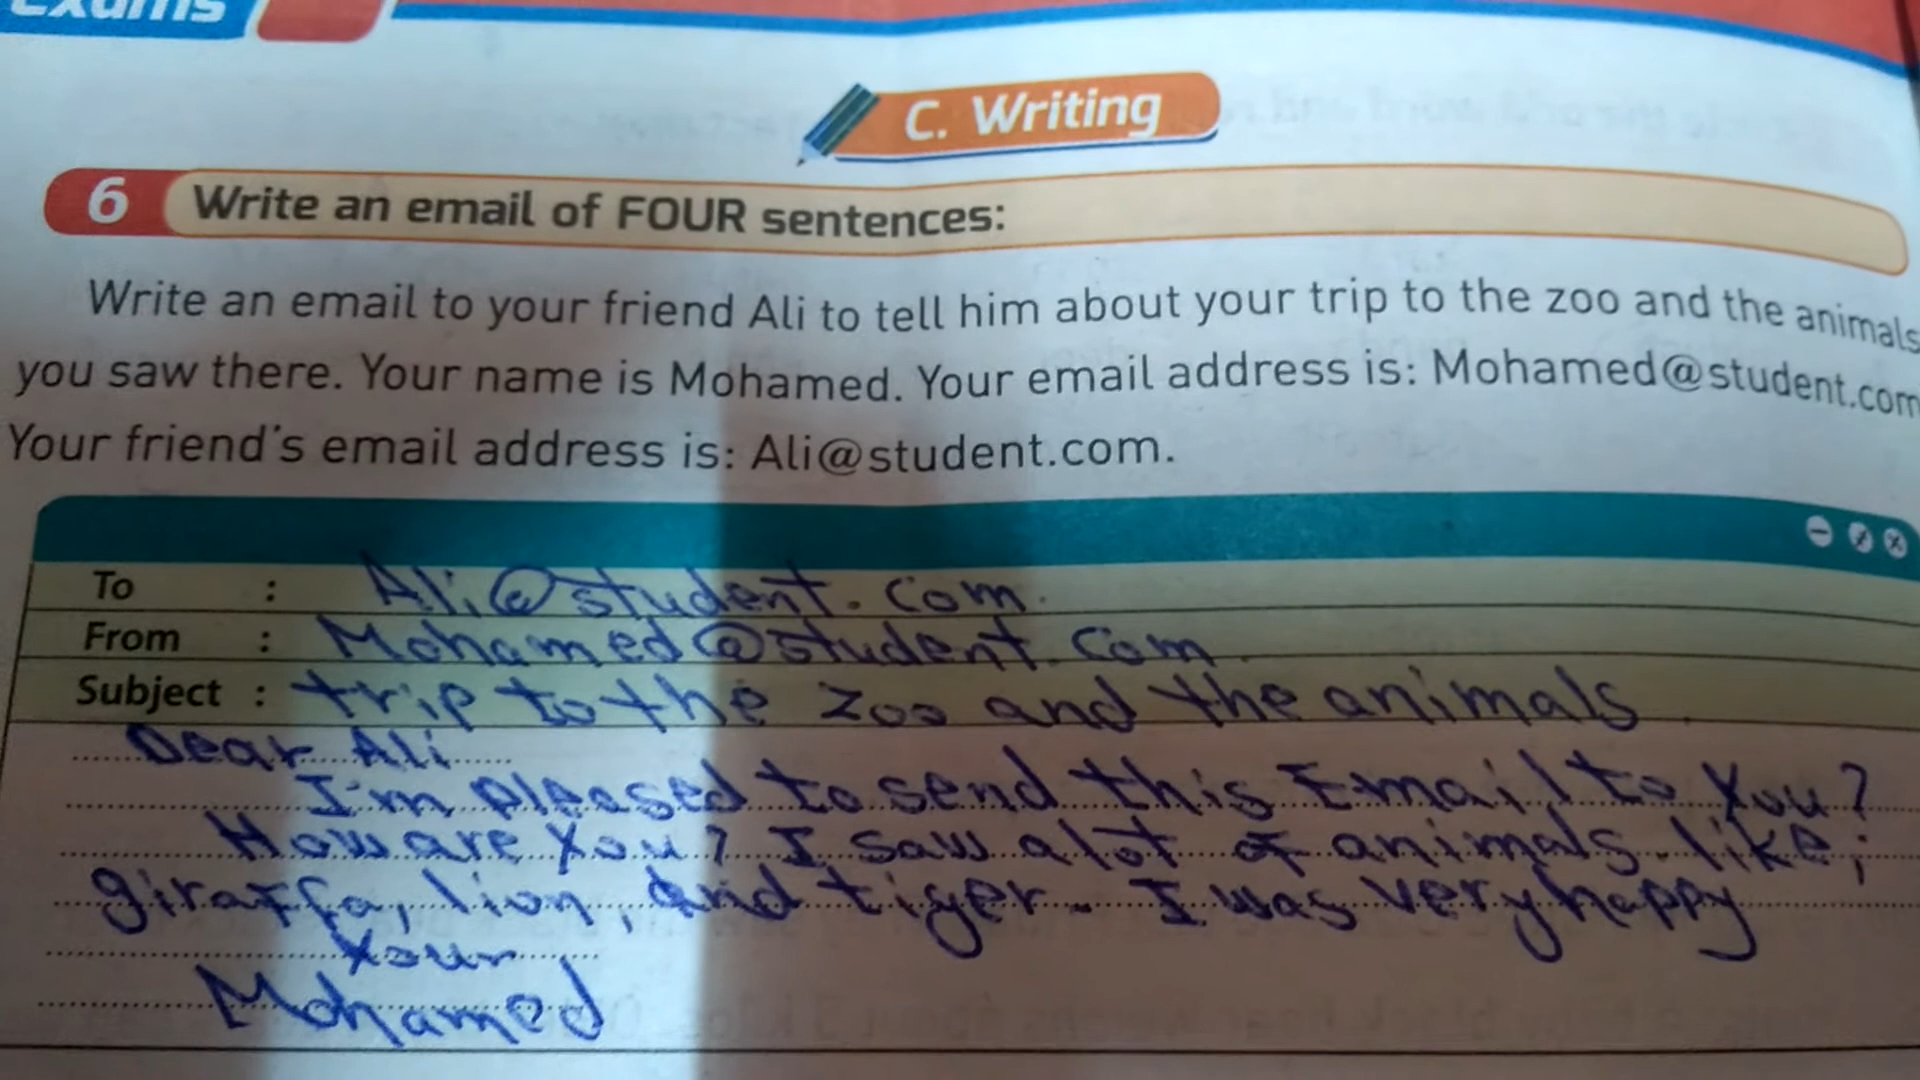 Exams
C. Writing
6 Write an email of FOUR sentences:
Write an email to your friend Ali to tell him about your trip to the zoo and the animals
you saw there. Your name is Mohamed. Your email address is: Mohamed@student.com
Your friend's email address is: Ali@student.com.
To : Ali@student.com.
From : Mohamed@student.com.
Subject : trip to the zoo and the animals
Dear Ali
I'm pleased to send this Email to you?
How are you? I saw alot of animals. like;
giraffa, lion, and tiger. I was very happy
your
Mohamed